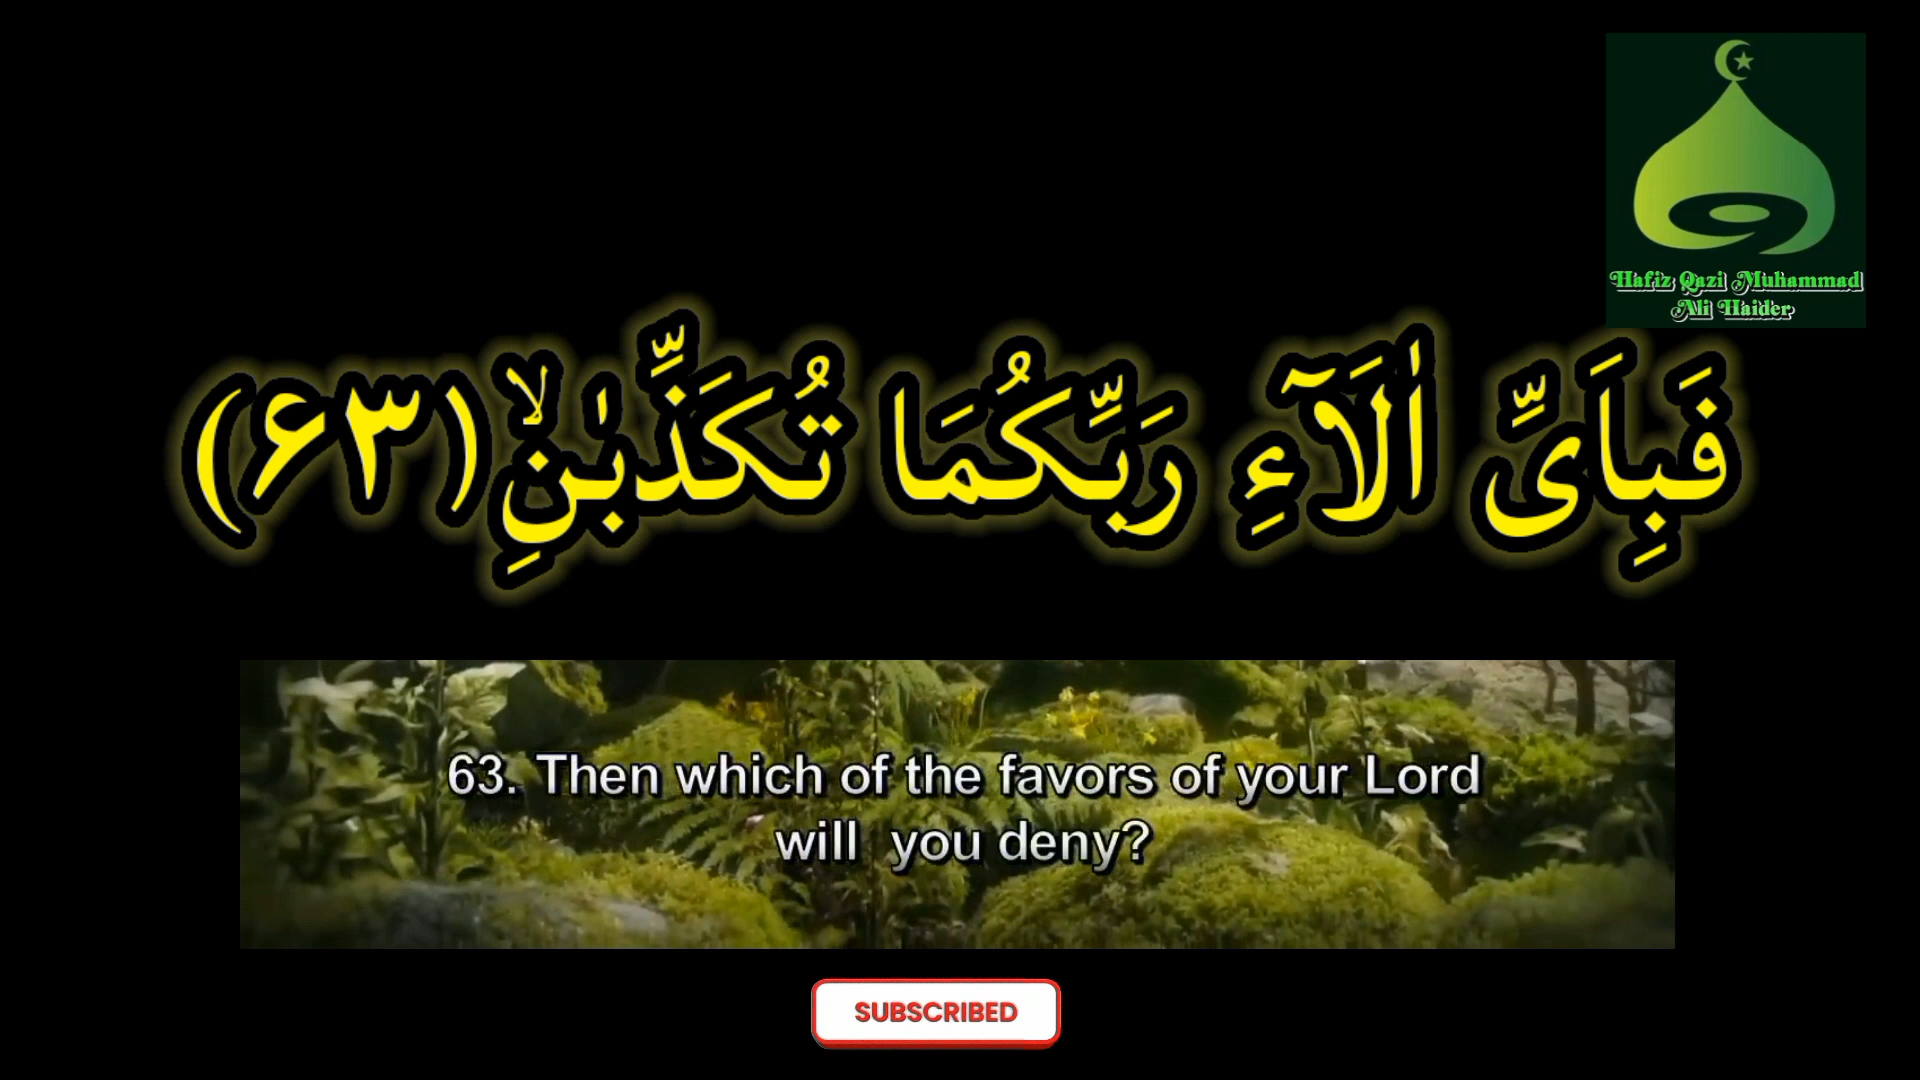 Hafiz Qazi Muhammad
Ali Haider
فَبِاَیِّ اٰلَآءِ رَبِّكُمَا تُكَذِّبٰنِۙ(۶۳)
63. Then which of the favors of your Lord
will you deny?
SUBSCRIBED